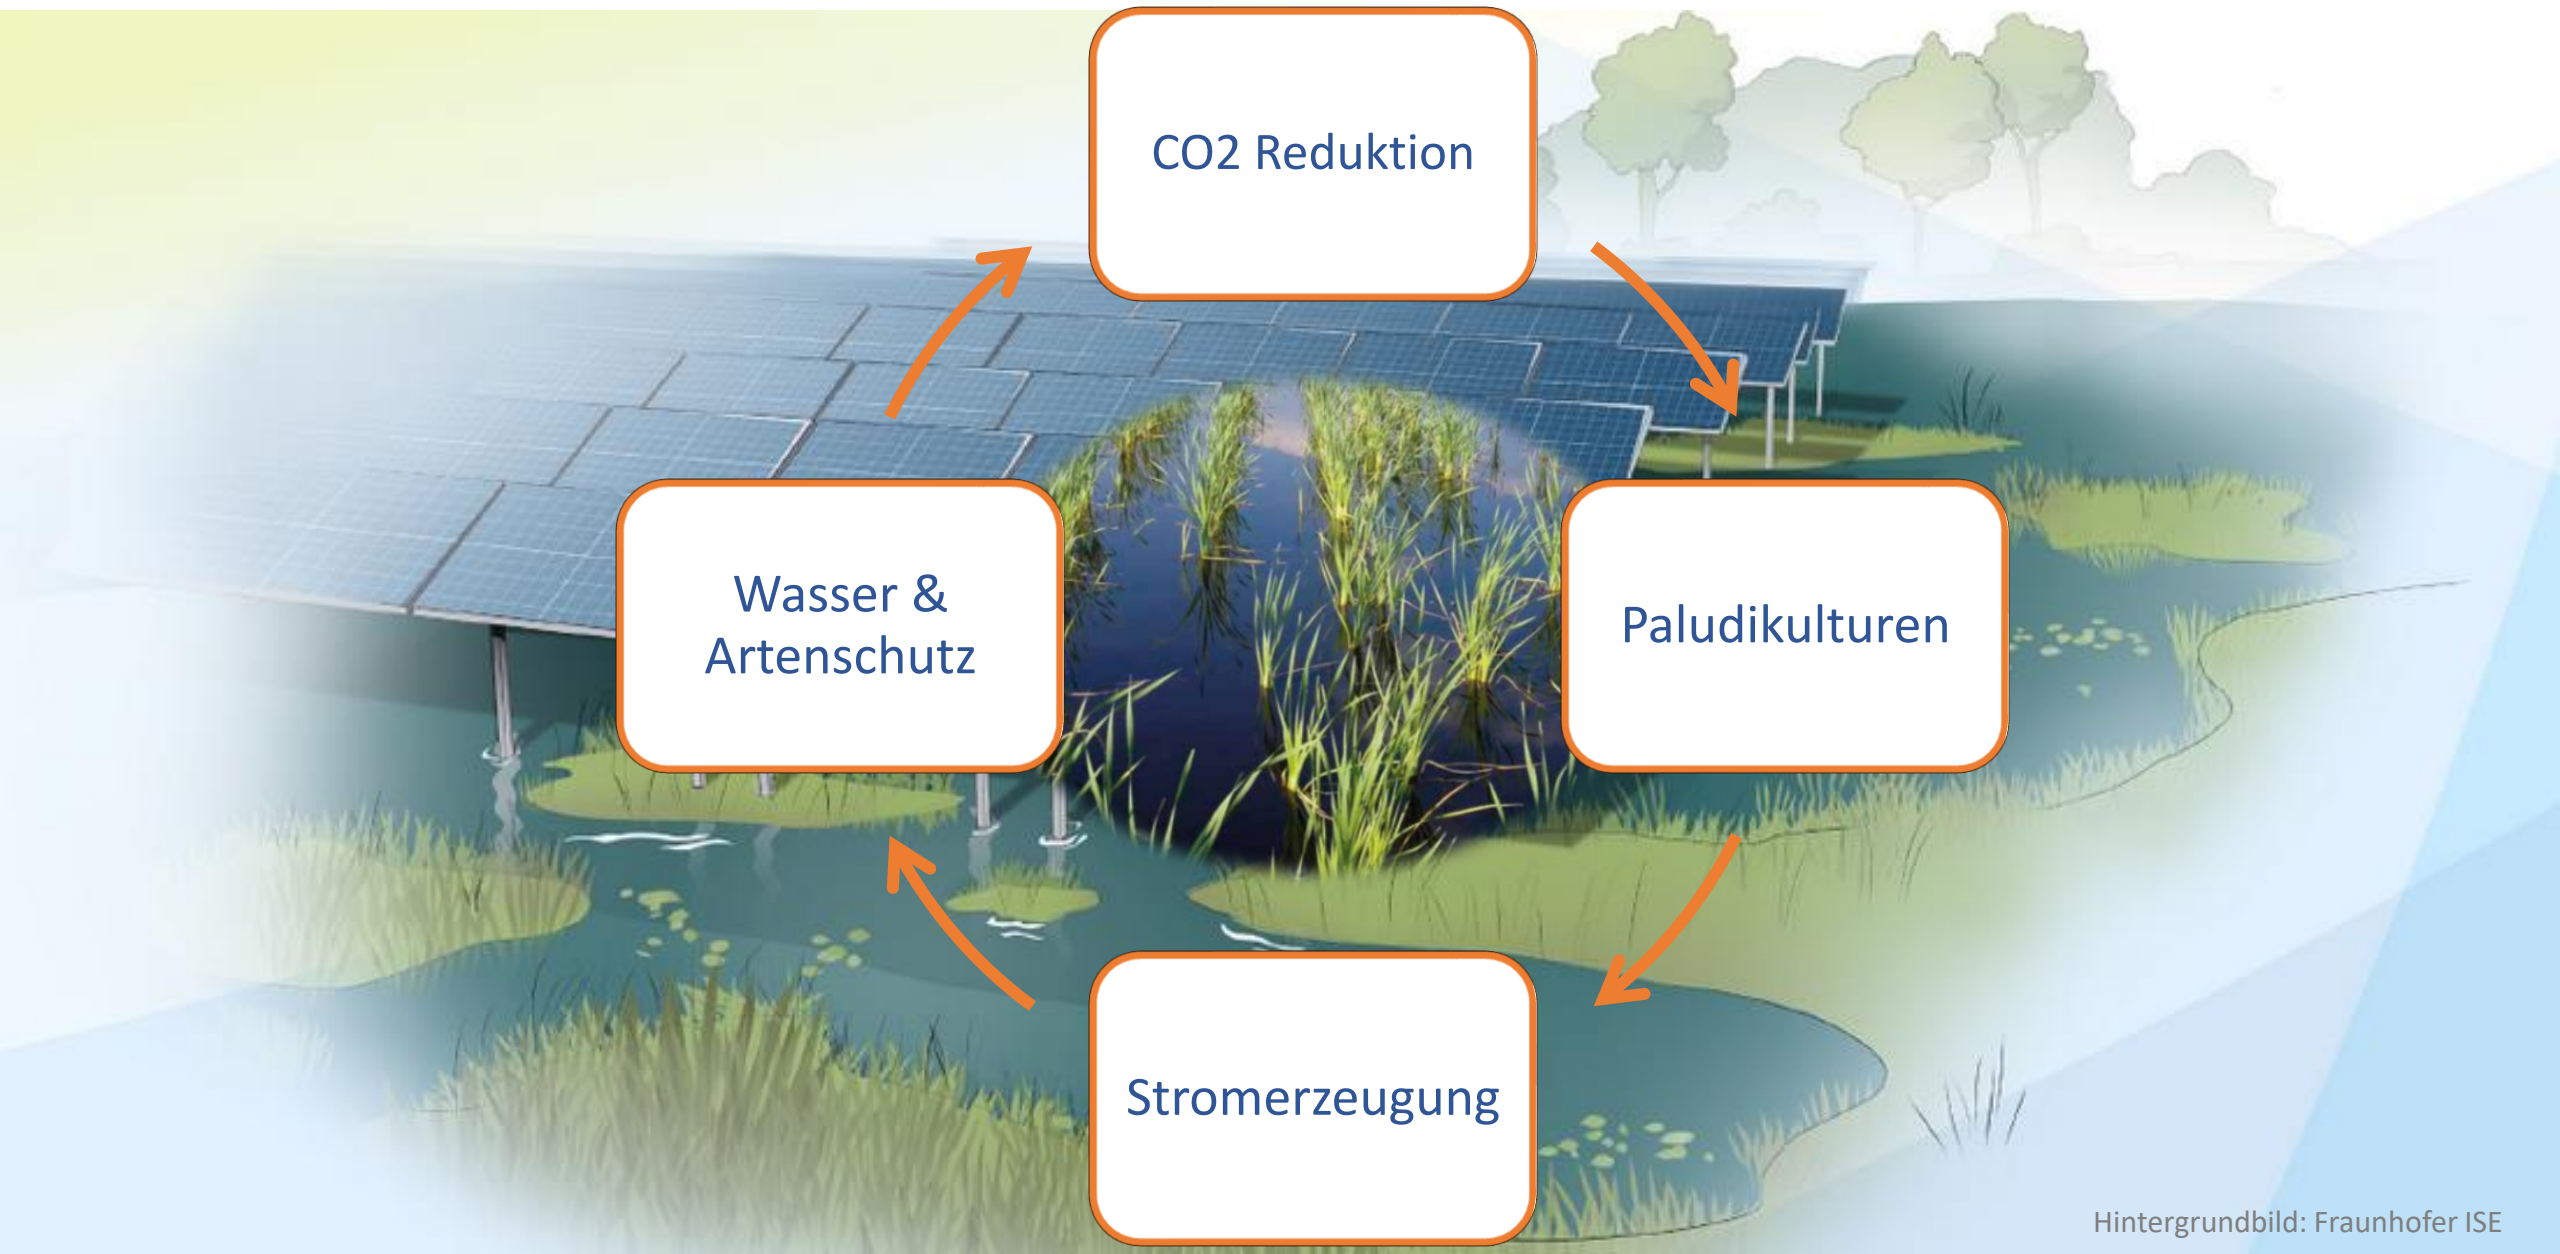 CO2 Reduktion
Wasser &
Artenschutz
Paludikulturen
Stromerzeugung
Hintergrundbild: Fraunhofer ISE